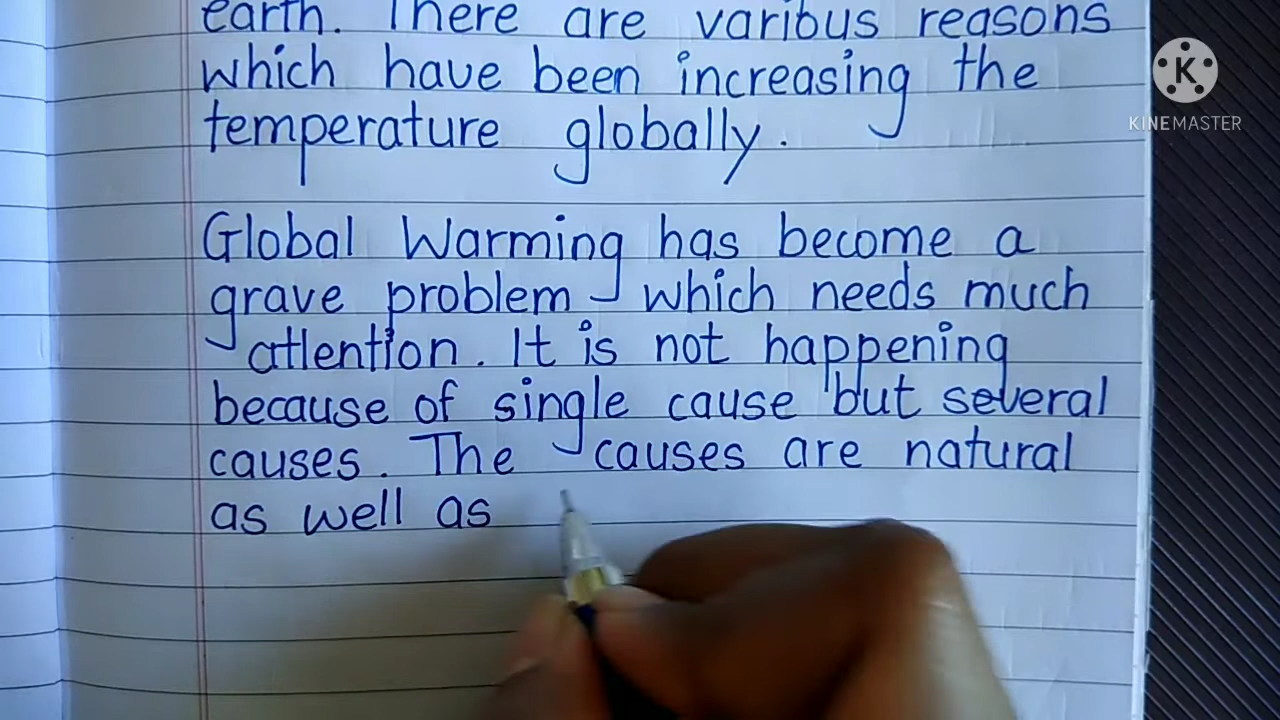 earth. There are various reasons
which have been increasing the
temperature globally.
Global Warming has become a
grave problem which needs much
attention. It is not happening
because of single cause but several
causes. The causes are natural
as well as
K
KINEMASTER